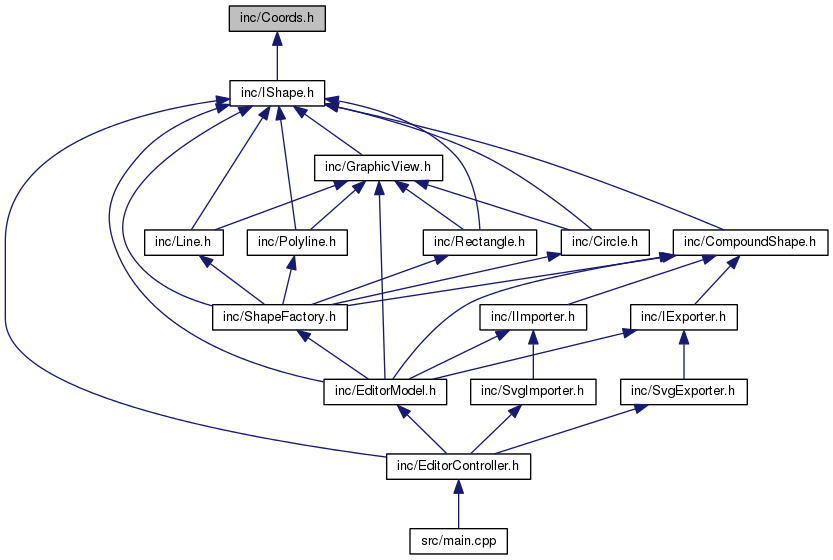 inc/Coords.h
inc/IShape.h
inc/GraphicView.h
inc/Line.h
inc/Polyline.h
inc/Rectangle.h
inc/Circle.h
inc/CompoundShape.h
inc/ShapeFactory.h
inc/IImporter.h
inc/IExporter.h
inc/EditorModel.h
inc/SvgImporter.h
inc/SvgExporter.h
inc/EditorController.h
src/main.cpp